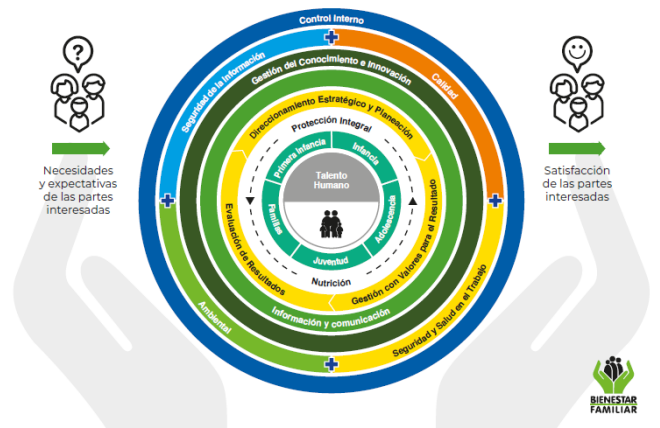 Control Interno
Seguridad de la Información
Calidad
Gestión del Conocimiento e Innovación
Direccionamiento Estratégico y Planeación
Protección Integral
Primera Infancia
Infancia
Talento
Humano
Familias
Adolescencia
Juventud
Nutrición
Evaluación de Resultados
Gestión con Valores para el Resultado
Información y comunicación
Ambiental
Seguridad y Salud en el Trabajo
?
Necesidades
y expectativas
de las partes
interesadas
Satisfacción
de las partes
interesadas
BIENESTAR
FAMILIAR